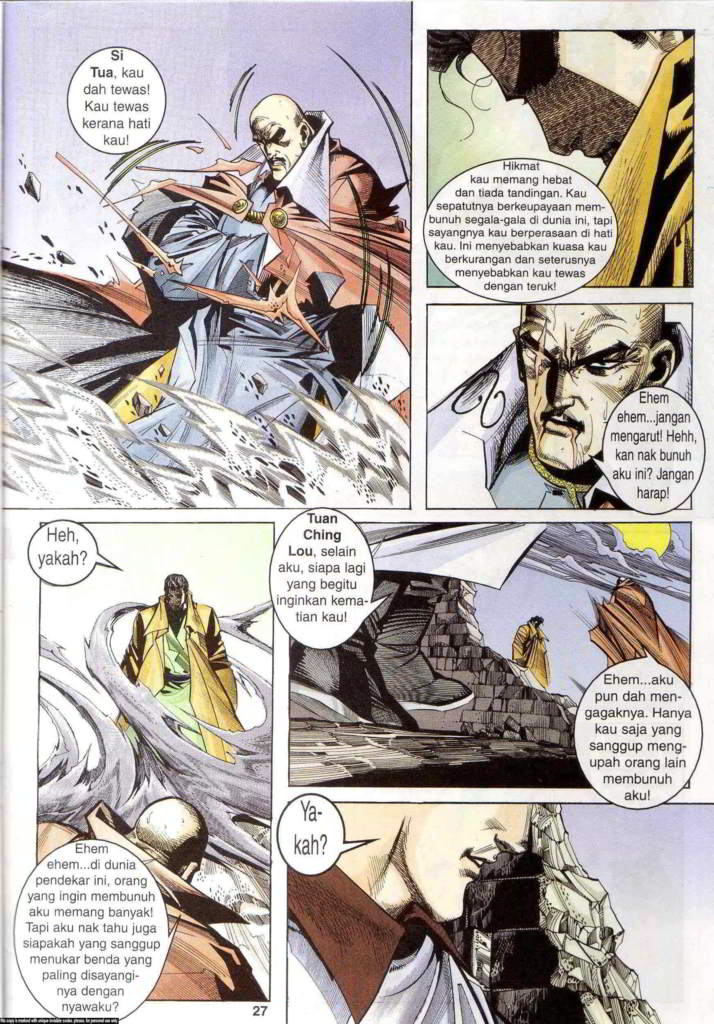 Si
Tua, kau
dah tewas!
Kau tewas
kerana hati
kau!
Hikmat
kau memang hebat
dan tiada tandingan. Kau
sepatutnya berkeupayaan mem-
bunuh segala-gala di dunia ini, tapi
sayangnya kau berperasaan di hati
kau. Ini menyebabkan kuasa kau
berkurangan dan seterusnya
menyebabkan kau tewas
dengan teruk!
Ehem
ehem...jangan
mengarut! Hehh,
kan nak bunuh
aku ini? Jangan
harap!
Heh,
yakah?
Ehem
ehem...di dunia
pendekar ini, orang
yang ingin membunuh
aku memang banyak!
Tapi aku nak tahu juga
siapakah yang sanggup
menukar benda yang
paling disayangi-
nya dengan
nyawaku?
Tuan
Ching
Lou, selain
aku, siapa lagi
yang begitu
inginkan kema-
tian kau!
Ehem...aku
pun dah men-
gagaknya. Hanya
kau saja yang
sanggup meng-
upah orang lain
membunuh
aku!
Ya-
kah?
27